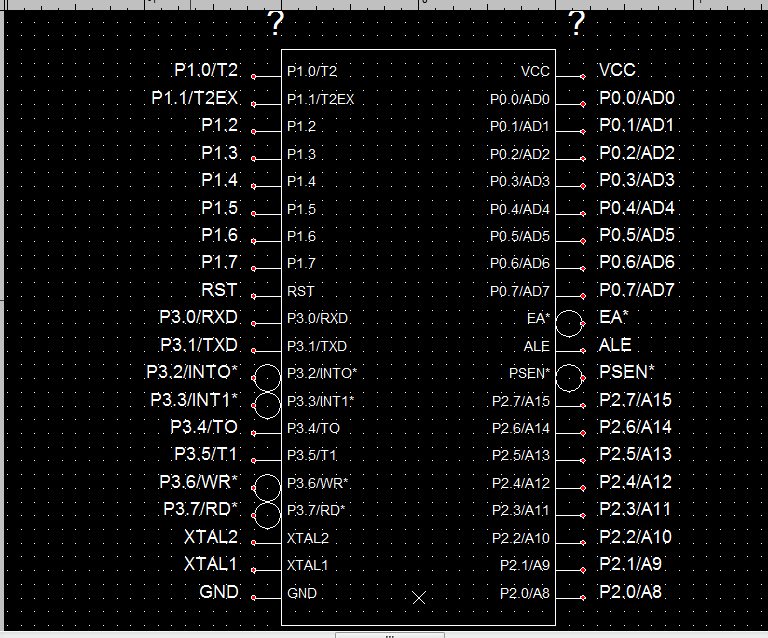 ? ?
P1.0/T2 P1.0/T2 VCC VCC
P1.1/T2EX P1.1/T2EX P0.0/AD0 P0.0/AD0
P1.2 P1.2 P0.1/AD1 P0.1/AD1
P1.3 P1.3 P0.2/AD2 P0.2/AD2
P1.4 P1.4 P0.3/AD3 P0.3/AD3
P1.5 P1.5 P0.4/AD4 P0.4/AD4
P1.6 P1.6 P0.5/AD5 P0.5/AD5
P1.7 P1.7 P0.6/AD6 P0.6/AD6
RST RST P0.7/AD7 P0.7/AD7
P3.0/RXD P3.0/RXD EA* EA*
P3.1/TXD P3.1/TXD ALE ALE
P3.2/INTO* P3.2/INTO* PSEN* PSEN*
P3.3/INT1* P3.3/INT1* P2.7/A15 P2.7/A15
P3.4/TO P3.4/TO P2.6/A14 P2.6/A14
P3.5/T1 P3.5/T1 P2.5/A13 P2.5/A13
P3.6/WR* P3.6/WR* P2.4/A12 P2.4/A12
P3.7/RD* P3.7/RD* P2.3/A11 P2.3/A11
XTAL2 XTAL2 P2.2/A10 P2.2/A10
XTAL1 XTAL1 P2.1/A9 P2.1/A9
GND GND P2.0/A8 P2.0/A8